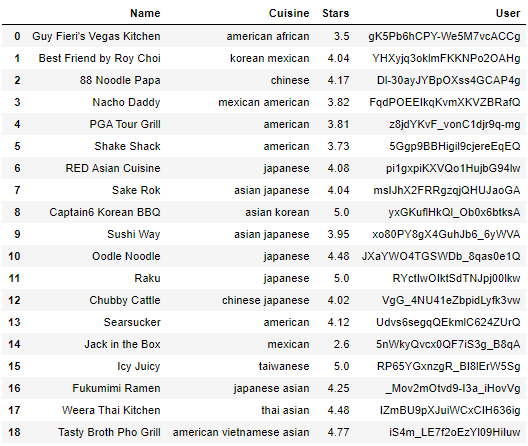 Name Cuisine Stars User
0 Guy Fieri's Vegas Kitchen american african 3.5 gK5Pb6hCPY-We5M7vcACCg
1 Best Friend by Roy Choi korean mexican 4.04 YHXyjq3oklmFKKNPo2OAHg
2 88 Noodle Papa chinese 4.17 DI-30ayJYBpOXss4GCAP4g
3 Nacho Daddy mexican american 3.82 FqdPOEEIkqKvmXKVZBRafQ
4 PGA Tour Grill american 3.81 z8jdYKvF_vonC1djr9q-mg
5 Shake Shack american 3.73 5Ggp9BBHigil9cjereEqEQ
6 RED Asian Cuisine japanese 4.08 pi1gxpiKXVQo1HujbG94lw
7 Sake Rok asian japanese 4.04 mslJhX2FRRgzqjQHUJaoGA
8 Captain6 Korean BBQ asian korean 5.0 yxGKuflHkQl_Ob0x6btksA
9 Sushi Way asian japanese 3.95 xo80PY8gX4GuhJb6_6yWVA
10 Oodle Noodle japanese 4.48 JXaYWO4TGSWDb_8qas0e1Q
11 Raku japanese 5.0 RYctIwOIktSdTNJpj00Ikw
12 Chubby Cattle chinese japanese 4.02 VgG_4NU41eZbpidLyfk3vw
13 Searsucker american 4.12 Udvs6segqQEkmlC624ZUrQ
14 Jack in the Box mexican 2.6 5nWkyQvcx0QF7iS3g_B8qA
15 Icy Juicy taiwanese 5.0 RP65YGxnzgR_BI8lErW5Sg
16 Fukumimi Ramen japanese asian 4.25 _Mov2mOtvd9-I3a_iHovVg
17 Weera Thai Kitchen thai asian 4.48 IZmBU9pXJuiWCxCIH636ig
18 Tasty Broth Pho Grill american vietnamese asian 4.77 iS4m_LE7f2oEzYI09HiIuw